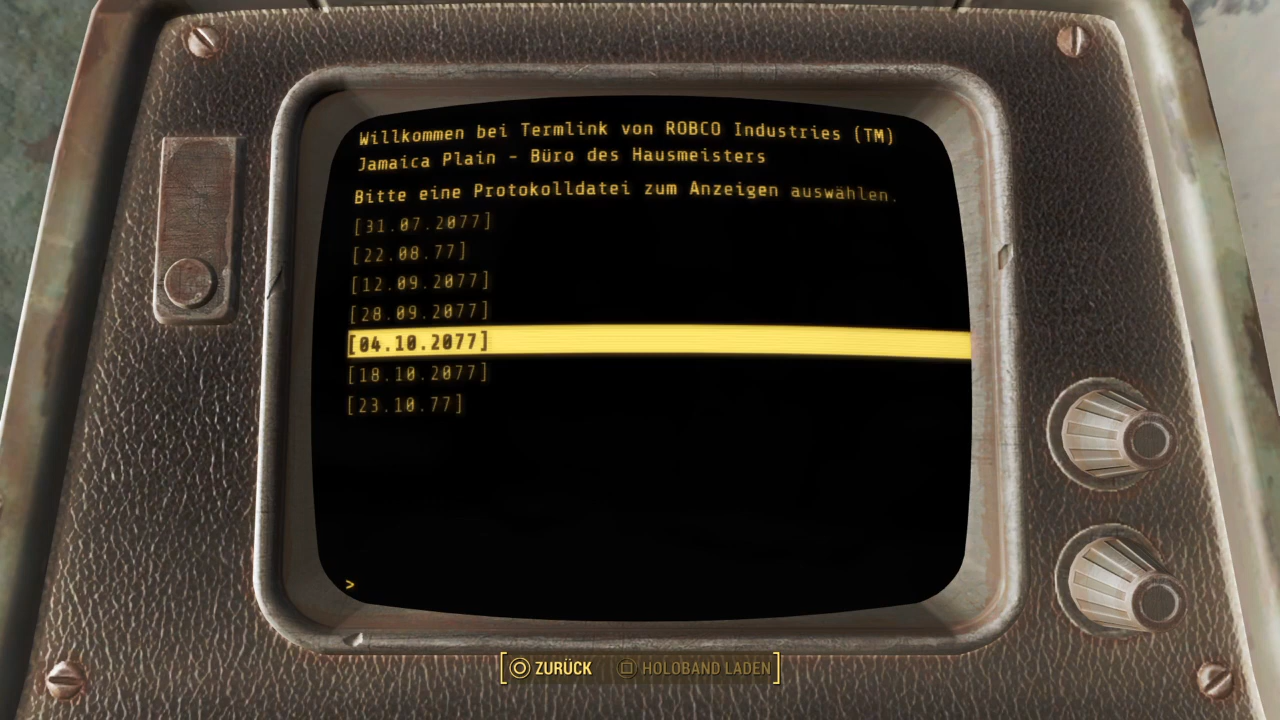 Willkommen bei Termlink von ROBCO Industries (TM)
Jamaica Plain - Büro des Hausmeisters
Bitte eine Protokolldatei zum Anzeigen auswählen.
[31.07.2077]
[22.08.77]
[12.09.2077]
[28.09.2077]
[04.10.2077]
[18.10.2077]
[23.10.77]
>
ZURÜCK HOLOBAND LADEN